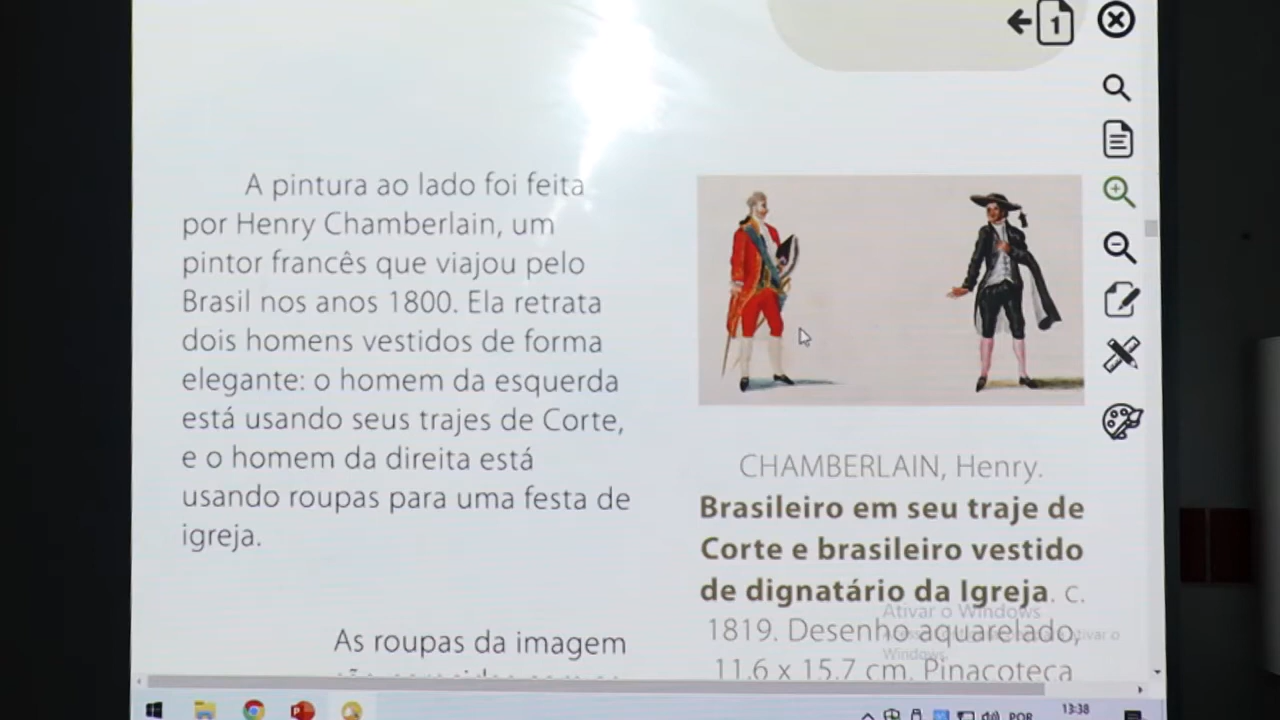 1
A pintura ao lado foi feita
por Henry Chamberlain, um
pintor francês que viajou pelo
Brasil nos anos 1800. Ela retrata
dois homens vestidos de forma
elegante: o homem da esquerda
está usando seus trajes de Corte,
e o homem da direita está
usando roupas para uma festa de
igreja.
As roupas da imagem
CHAMBERLAIN, Henry.
Brasileiro em seu traje de
Corte e brasileiro vestido
de dignatário da Igreja. C.
1819. Desenho aquarelado,
11,6 x 15,7 cm. Pinacoteca
Ativar o Windows
Windows.
POR
13:38